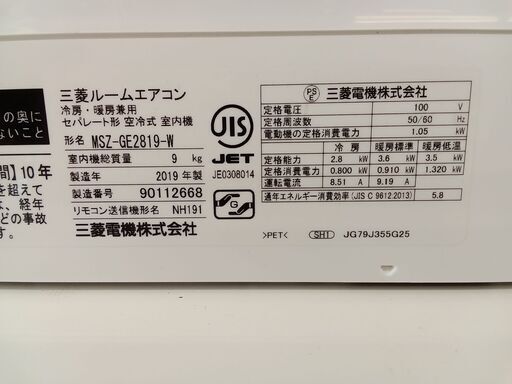 の奥に
ないこと
間】10年
を超えて
な、経年
どの事故
三菱ルームエアコン
冷房・暖房兼用
セパレート形 空冷式 室内機
形名 MSZ-GE2819-W
室内機総質量 9 kg
製造年 2019 年製
製造番号 90112668
リモコン送信機形名 NH191
三菱電機株式会社
JIS
JET
JE0308014
PS
E
三菱電機株式会社
定格電圧 100 V
定格周波数 50/60 Hz
電動機の定格消費電力 1.05 kW
冷房 暖房標準 暖房低温
定格能力 2.8 kW 3.6 kW 3.5 kW
定格消費電力 0.800 kW 0.910 kW 1.320 kW
運転電流 8.51 A 9.19 A
通年エネルギー消費効率(JIS C 9612:2013) 5.8
>PET< SH1 JG79J355G25